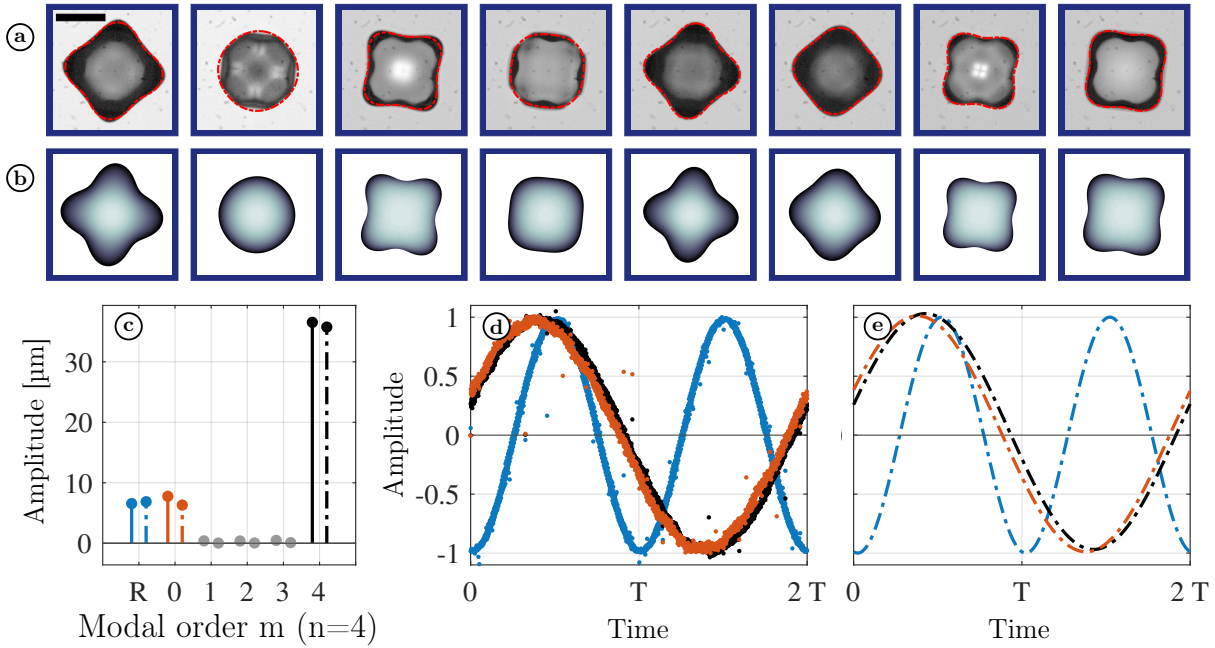 a
b
c
Amplitude [µm]
30
20
10
0
R 0 1 2 3 4
Modal order m (n=4)
d
Amplitude
1
0.5
0
-0.5
-1
0 T 2 T
Time
e
0 T 2 T
Time